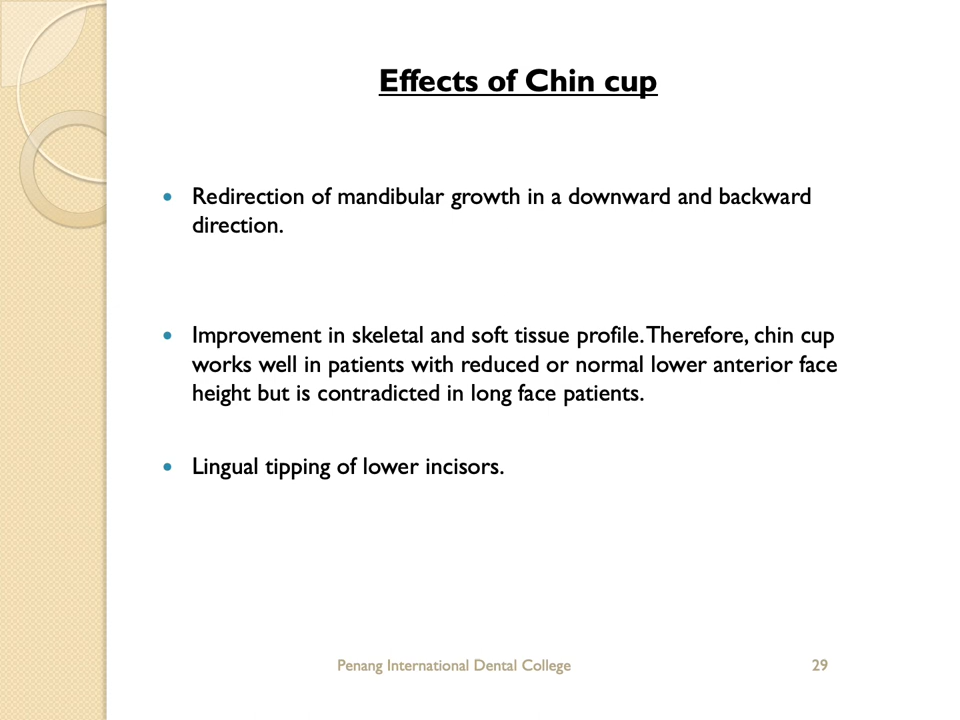 Effects of Chin cup
• Redirection of mandibular growth in a downward and backward
direction.
• Improvement in skeletal and soft tissue profile. Therefore, chin cup
works well in patients with reduced or normal lower anterior face
height but is contradicted in long face patients.
• Lingual tipping of lower incisors.
Penang International Dental College 29